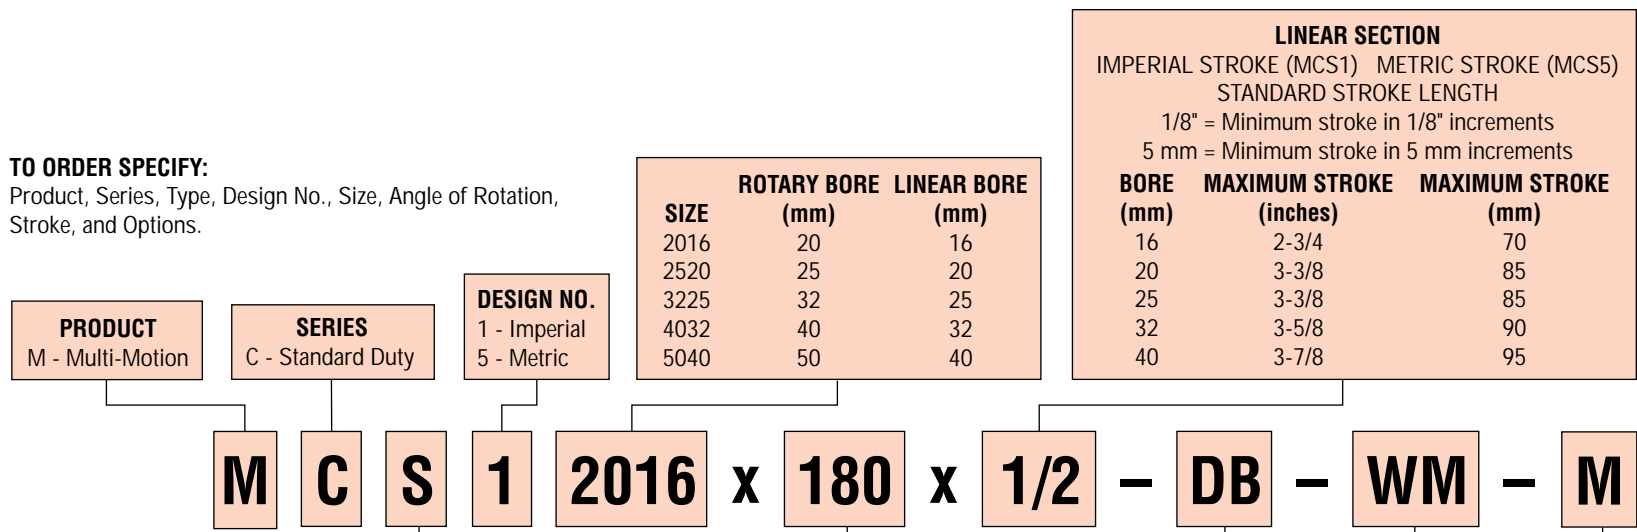 LINEAR SECTION
IMPERIAL STROKE (MCS1) METRIC STROKE (MCS5)
STANDARD STROKE LENGTH
1/8" = Minimum stroke in 1/8" increments
5 mm = Minimum stroke in 5 mm increments
BORE MAXIMUM STROKE MAXIMUM STROKE
(mm) (inches) (mm)
16 2-3/4 70
20 3-3/8 85
25 3-3/8 85
32 3-5/8 90
40 3-7/8 95
TO ORDER SPECIFY:
Product, Series, Type, Design No., Size, Angle of Rotation,
Stroke, and Options.
ROTARY BORE LINEAR BORE
SIZE (mm) (mm)
2016 20 16
2520 25 20
3225 32 25
4032 40 32
5040 50 40
DESIGN NO.
1 - Imperial
5 - Metric
PRODUCT
M - Multi-Motion
SERIES
C - Standard Duty
M C S 1 2016 x 180 x 1/2 – DB – WM – M